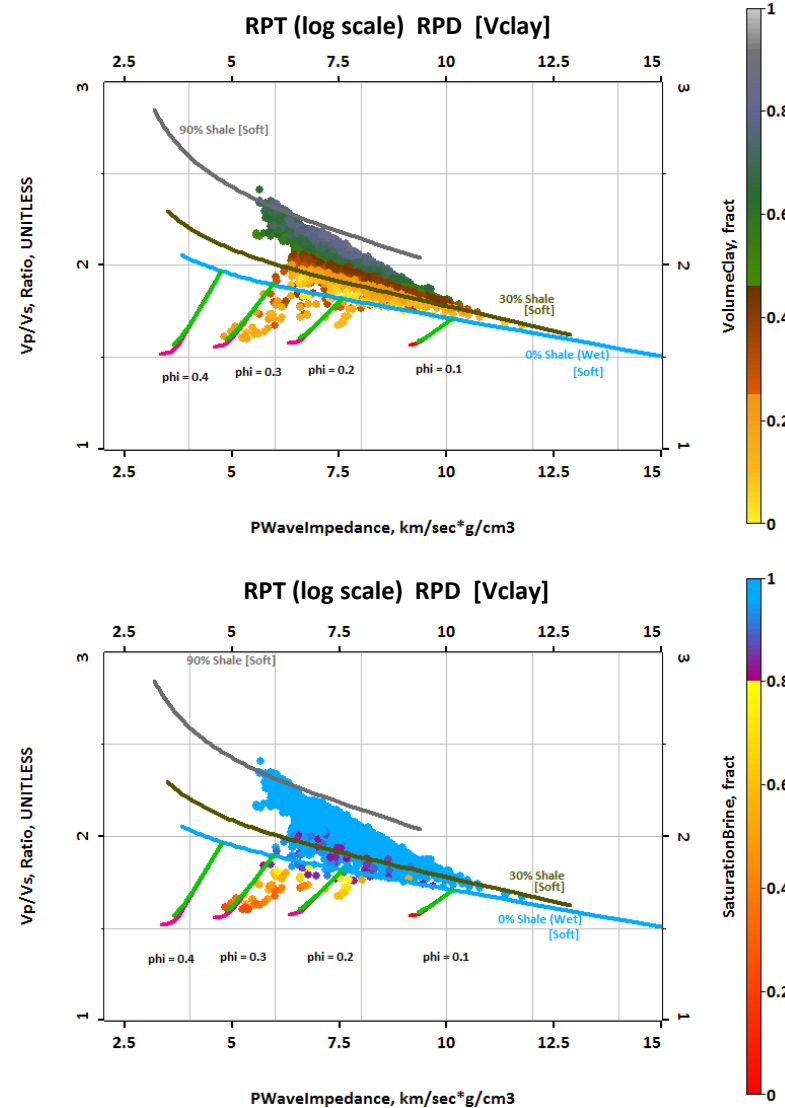 RPT (log scale) RPD [Vclay]
2.5 5 7.5 10 12.5 15
3 3
90% Shale [Soft]
2 2
30% Shale
[Soft]
0% Shale (Wet)
[Soft]
phi = 0.4 phi = 0.3 phi = 0.2 phi = 0.1
1 1
2.5 5 7.5 10 12.5 15
Vp/Vs, Ratio, UNITLESS
PWaveImpedance, km/sec*g/cm3
1
0.8
0.6
0.4
0.2
0
VolumeClay, fract
RPT (log scale) RPD [Vclay]
2.5 5 7.5 10 12.5 15
3 3
90% Shale [Soft]
2 2
30% Shale
[Soft]
0% Shale (Wet)
[Soft]
phi = 0.4 phi = 0.3 phi = 0.2 phi = 0.1
1 1
2.5 5 7.5 10 12.5 15
Vp/Vs, Ratio, UNITLESS
PWaveImpedance, km/sec*g/cm3
1
0.8
0.6
0.4
0.2
0
SaturationBrine, fract